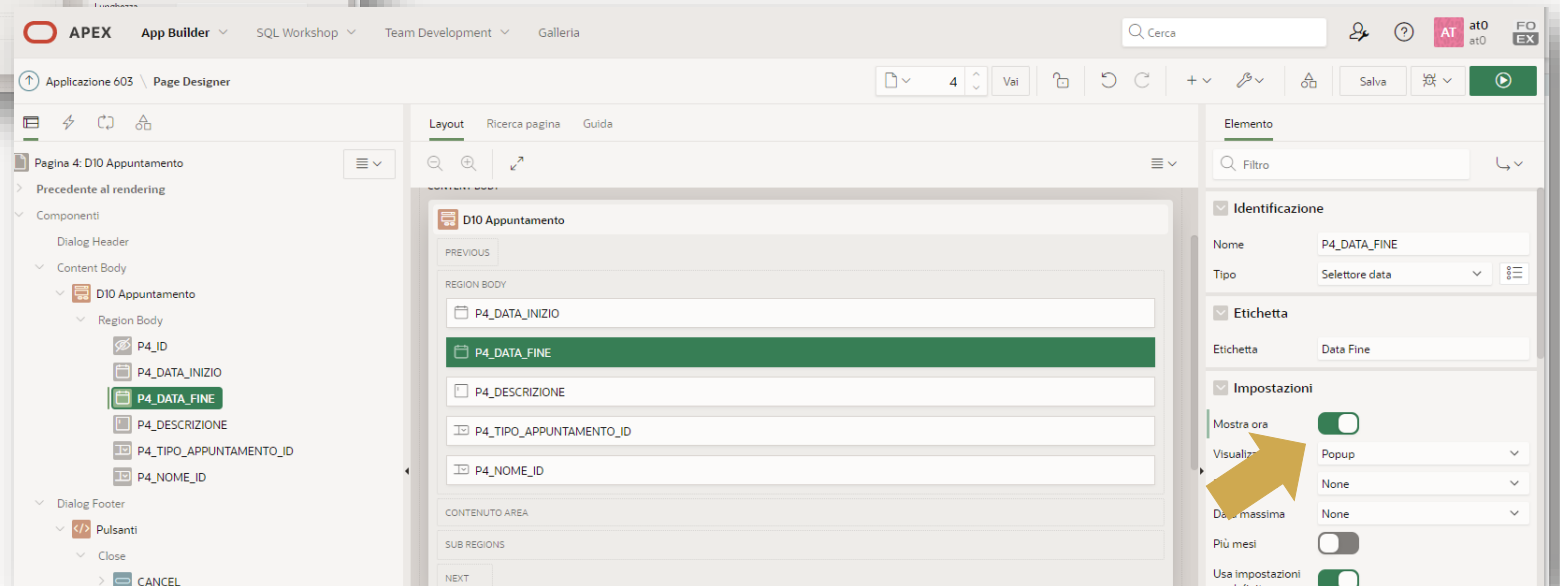 Lunghezza
APEX App Builder SQL Workshop Team Development Galleria Cerca AT at0 FO
at0 EX
Applicazione 603 \ Page Designer 4 Vai Salva
Layout Ricerca pagina Guida Elemento
Pagina 4: D10 Appuntamento Filtro
Precedente al rendering CONTENT BODY
Componenti D10 Appuntamento Identificazione
Dialog Header PREVIOUS Nome P4_DATA_FINE
Content Body Tipo Selettore data
D10 Appuntamento REGION BODY
Region Body P4_DATA_INIZIO Etichetta
P4_ID P4_DATA_FINE Etichetta Data Fine
P4_DATA_INIZIO
P4_DATA_FINE P4_DESCRIZIONE Impostazioni
P4_DESCRIZIONE P4_TIPO_APPUNTAMENTO_ID Mostra ora
P4_TIPO_APPUNTAMENTO_ID Popup
P4_NOME_ID P4_NOME_ID None
Dialog Footer CONTENUTO AREA massima None
Pulsanti SUB REGIONS Più mesi
Close NEXT Usa impostazioni
CANCEL